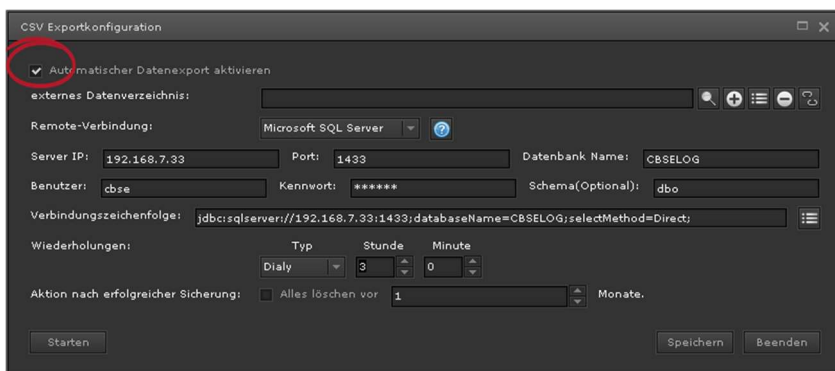 CSV Exportkonfiguration
Automatischer Datenexport aktivieren
externes Datenverzeichnis:
Remote-Verbindung: Microsoft SQL Server ?
Server IP: 192.168.7.33 Port: 1433 Datenbank Name: CBSELOG
Benutzer: cbse Kennwort: ****** Schema(Optional): dbo
Verbindungszeichenfolge: jdbc:sqlserver://192.168.7.33:1433;databaseName=CBSELOG;selectMethod=Direct;
Wiederholungen: Typ Stunde Minute
Dialy 3 0
Aktion nach erfolgreicher Sicherung: Alles löschen vor 1 Monate.
Starten Speichern Beenden